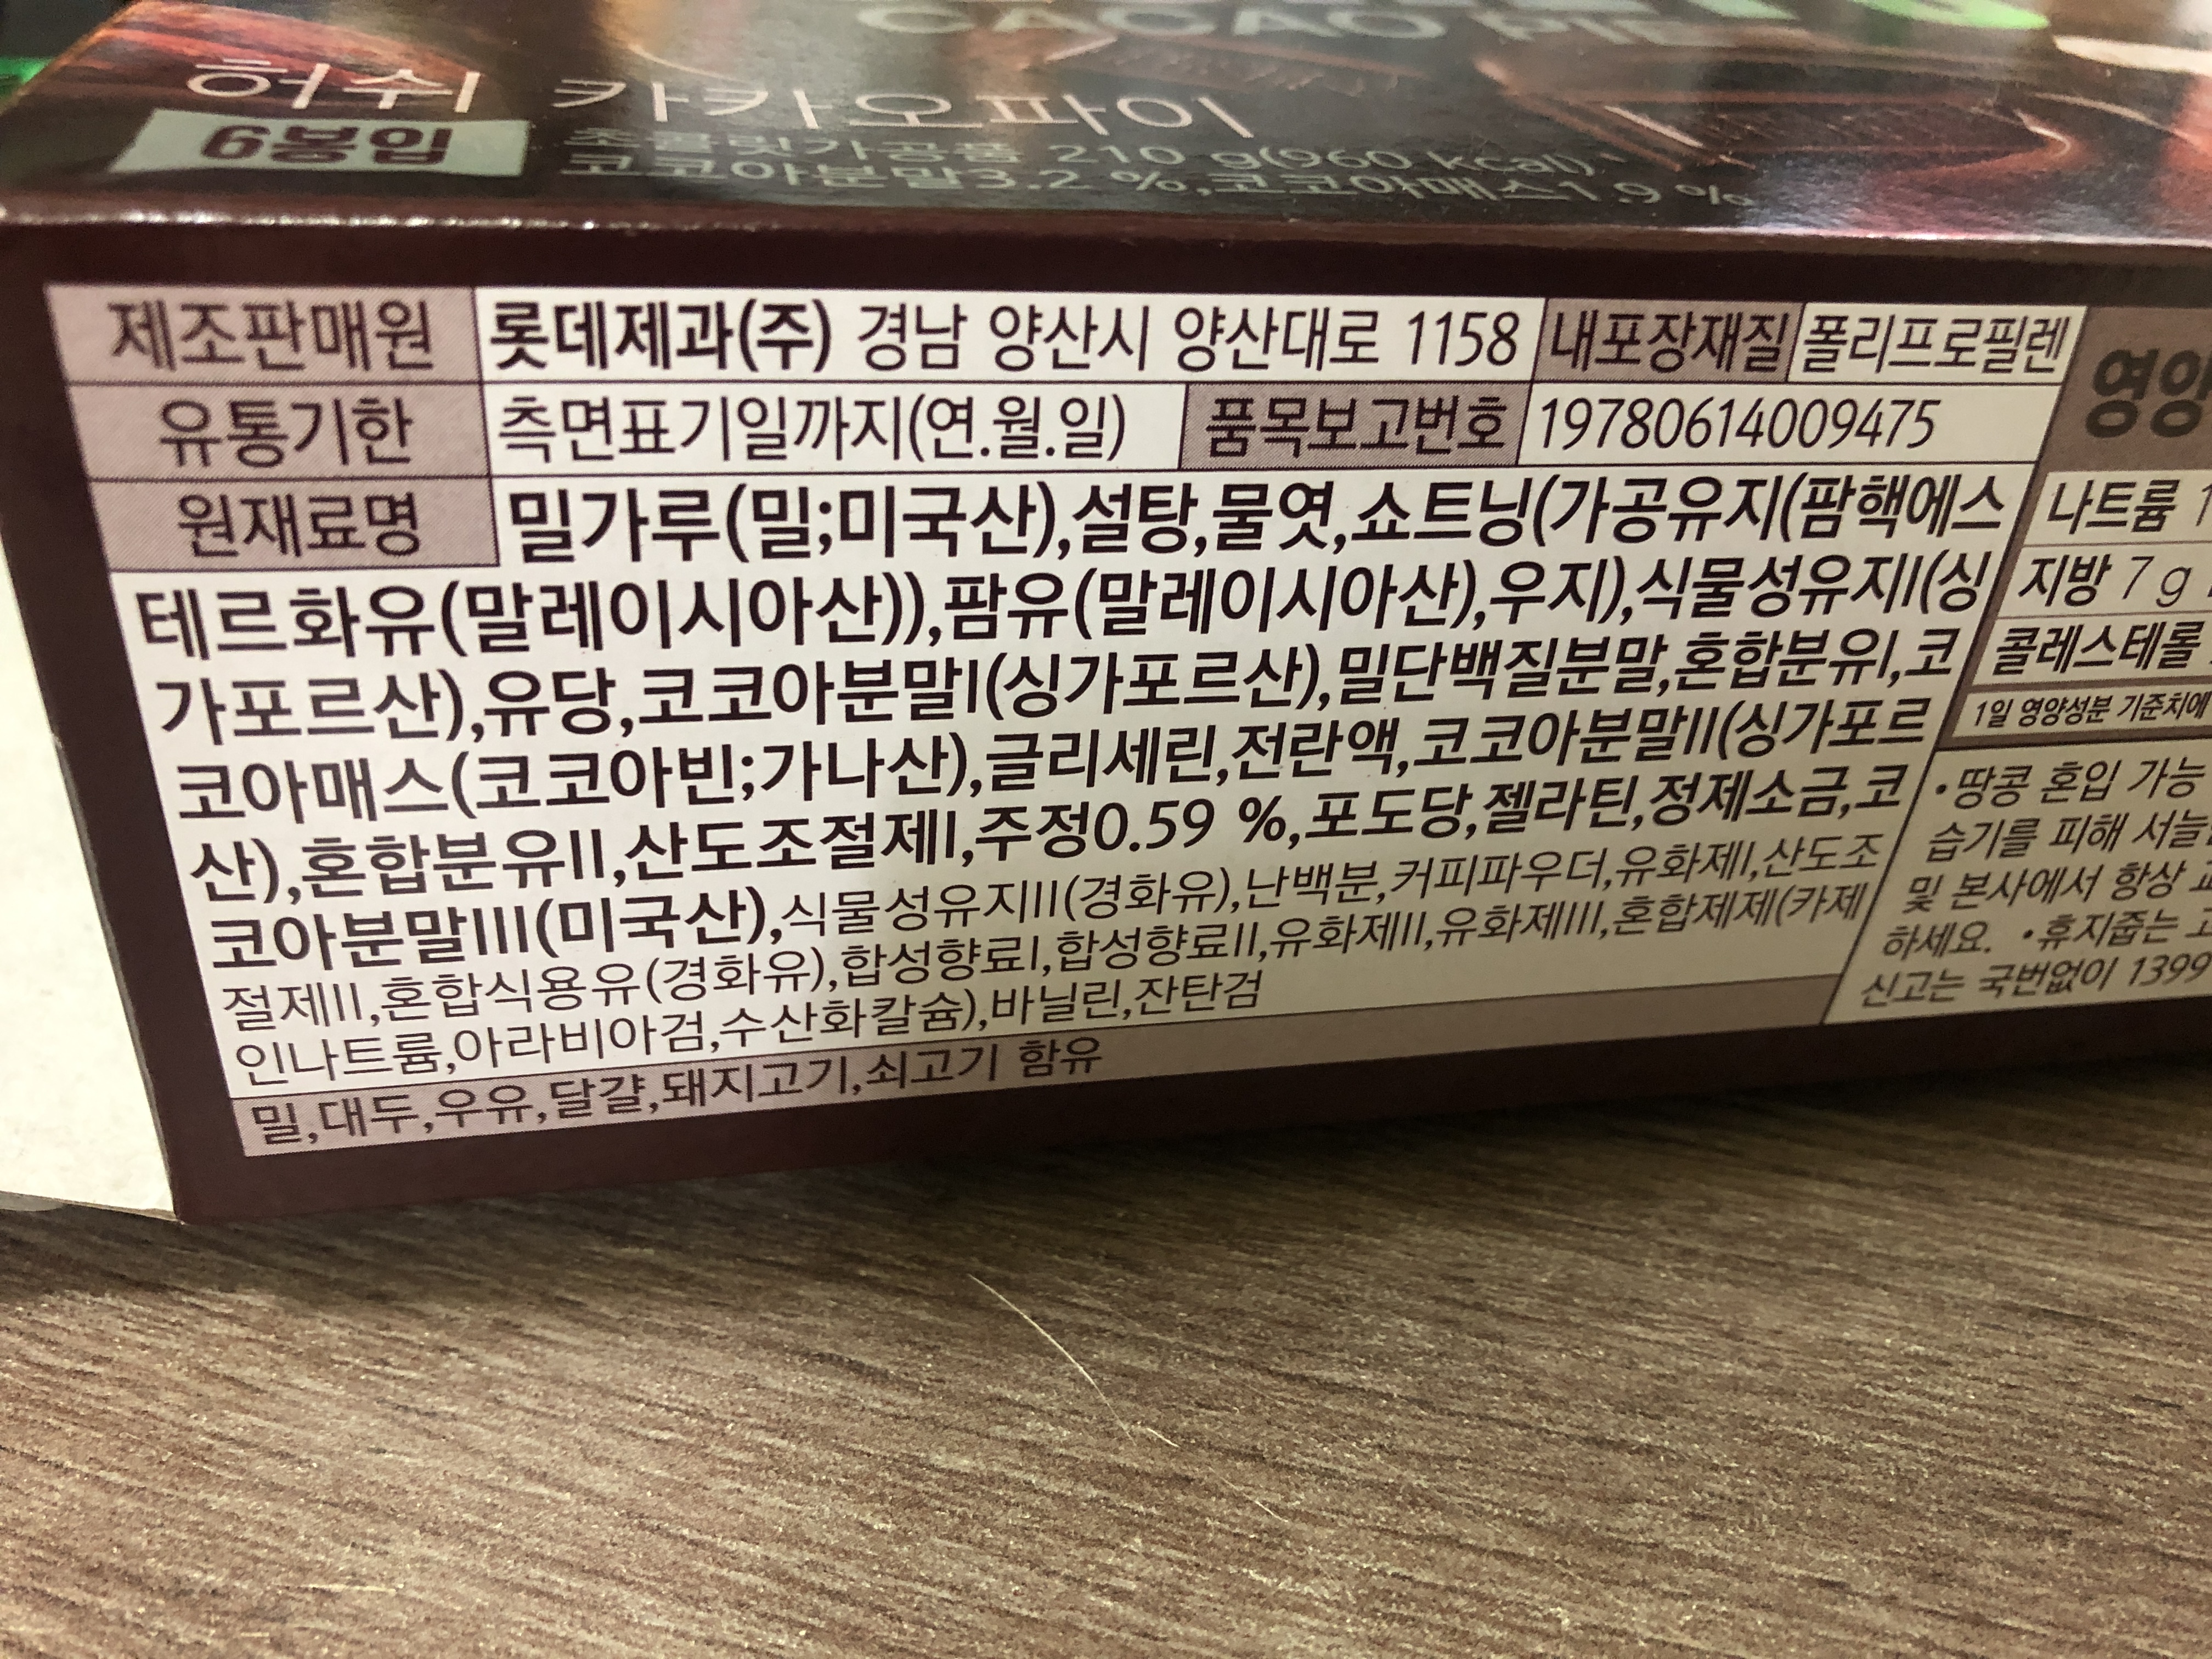 CACAO PIE
허쉬 카카오파이
6봉입
초콜릿가공품 210 g(960 kcal)
코코아분말3.2 %,코코아매스1.9 %
제조판매원 롯데제과(주) 경남 양산시 양산대로 1158 내포장재질 폴리프로필렌
유통기한 측면표기일까지(연.월.일) 품목보고번호 19780614009475
영양
원재료명 밀가루(밀;미국산),설탕,물엿,쇼트닝(가공유지(팜핵에스
테르화유(말레이시아산)),팜유(말레이시아산),우지),식물성유지I(싱
가포르산),유당,코코아분말I(싱가포르산),밀단백질분말,혼합분유I,코
코아매스(코코아빈;가나산),글리세린,전란액,코코아분말II(싱가포르
산),혼합분유II,산도조절제I,주정0.59 %,포도당,젤라틴,정제소금,코
코아분말III(미국산),식물성유지II(경화유),난백분,커피파우더,유화제I,산도조
절제II,혼합식용유(경화유),합성향료I,합성향료II,유화제II,유화제III,혼합제제(카제
인나트륨,아라비아검,수산화칼슘),바닐린,잔탄검
밀,대두,우유,달걀,돼지고기,쇠고기 함유
나트륨 1
지방 7 g
콜레스테롤
1일 영양성분 기준치에
•땅콩 혼입 가능
습기를 피해 서늘
및 본사에서 항상
하세요. •휴지줍는
신고는 국번없이 1399